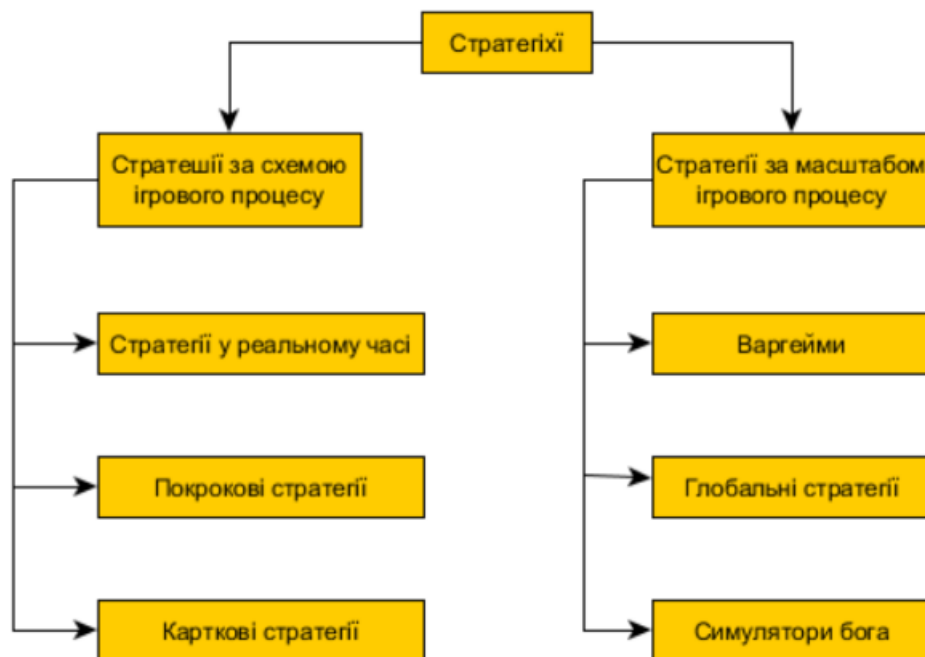 Стратегіхї
Стратешії за схемою
ігрового процесу
Стратегії у реальному часі
Покрокові стратегії
Карткові стратегії
Стратегії за масштабом
ігрового процесу
Варгейми
Глобальні стратегії
Симулятори бога